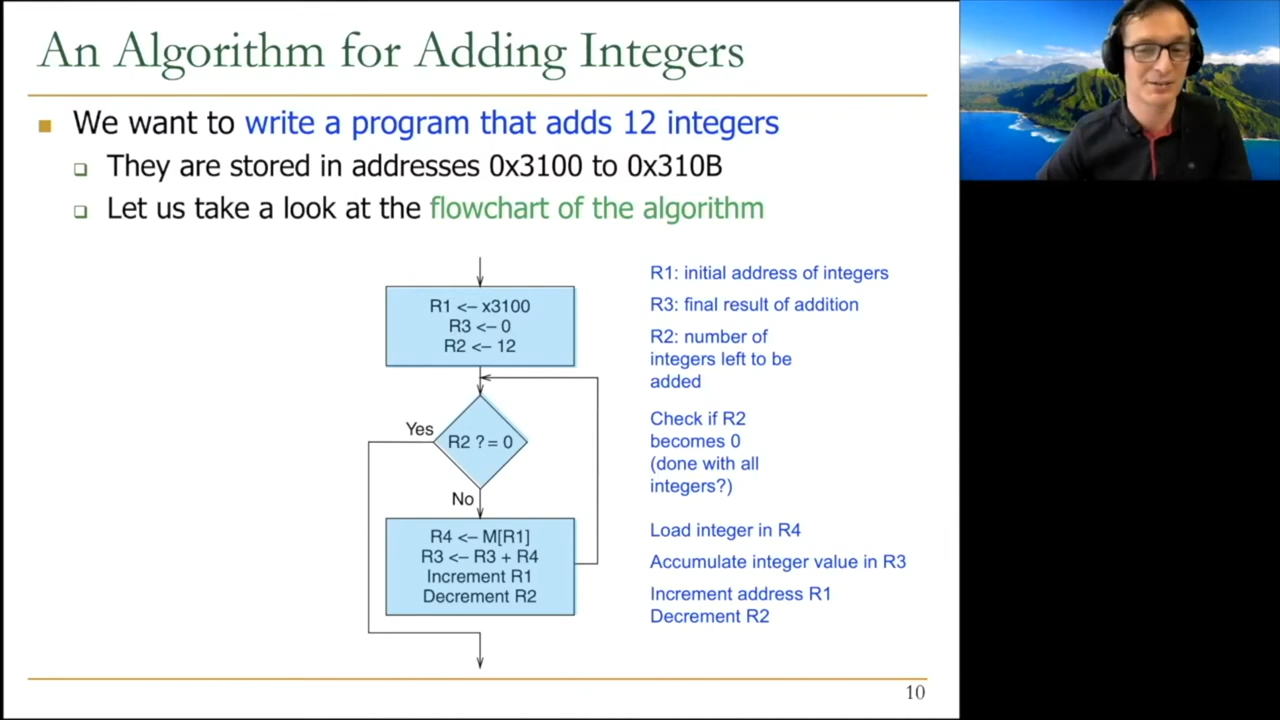 An Algorithm for Adding Integers
We want to write a program that adds 12 integers
They are stored in addresses 0x3100 to 0x310B
Let us take a look at the flowchart of the algorithm
R1 <– x3100
R3 <– 0
R2 <– 12
Yes
R2 ?= 0
No
R4 <– M[R1]
R3 <– R3 + R4
Increment R1
Decrement R2
R1: initial address of integers
R3: final result of addition
R2: number of
integers left to be
added
Check if R2
becomes 0
(done with all
integers?)
Load integer in R4
Accumulate integer value in R3
Increment address R1
Decrement R2
10